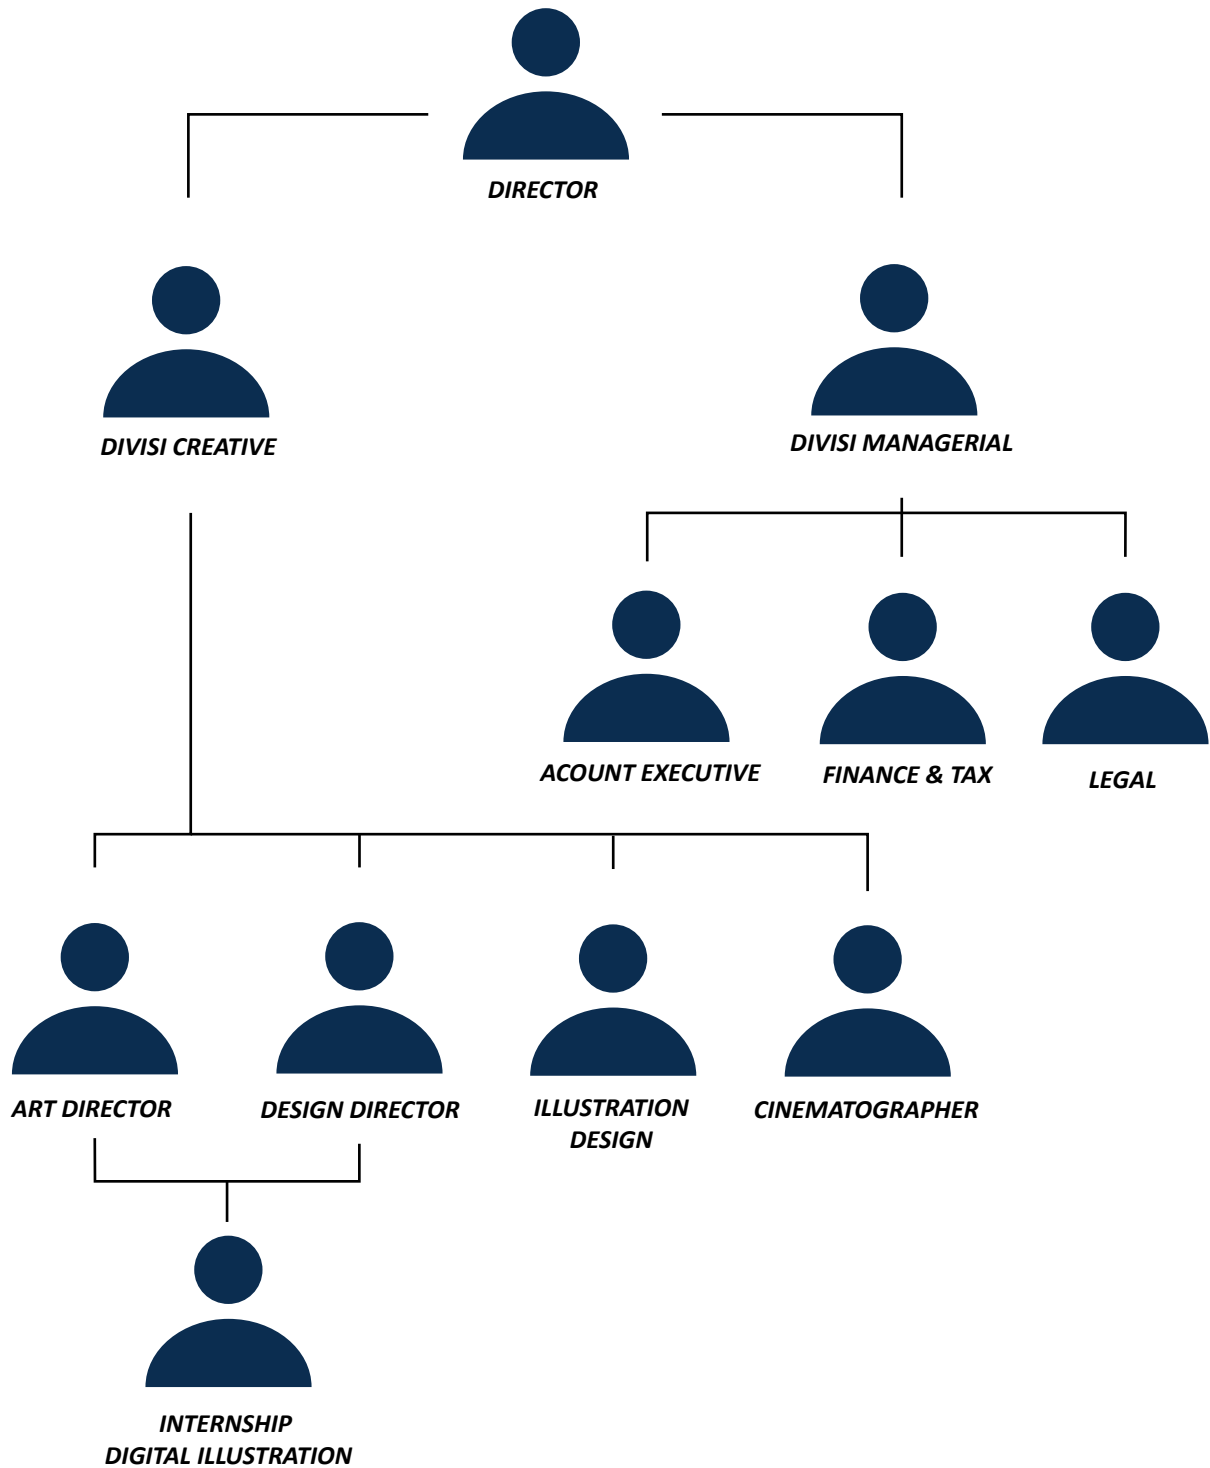 DIRECTOR
DIVISI CREATIVE
DIVISI MANAGERIAL
ACOUNT EXECUTIVE
FINANCE & TAX
LEGAL
ART DIRECTOR
DESIGN DIRECTOR
ILLUSTRATION
DESIGN
CINEMATOGRAPHER
INTERNSHIP
DIGITAL ILLUSTRATION